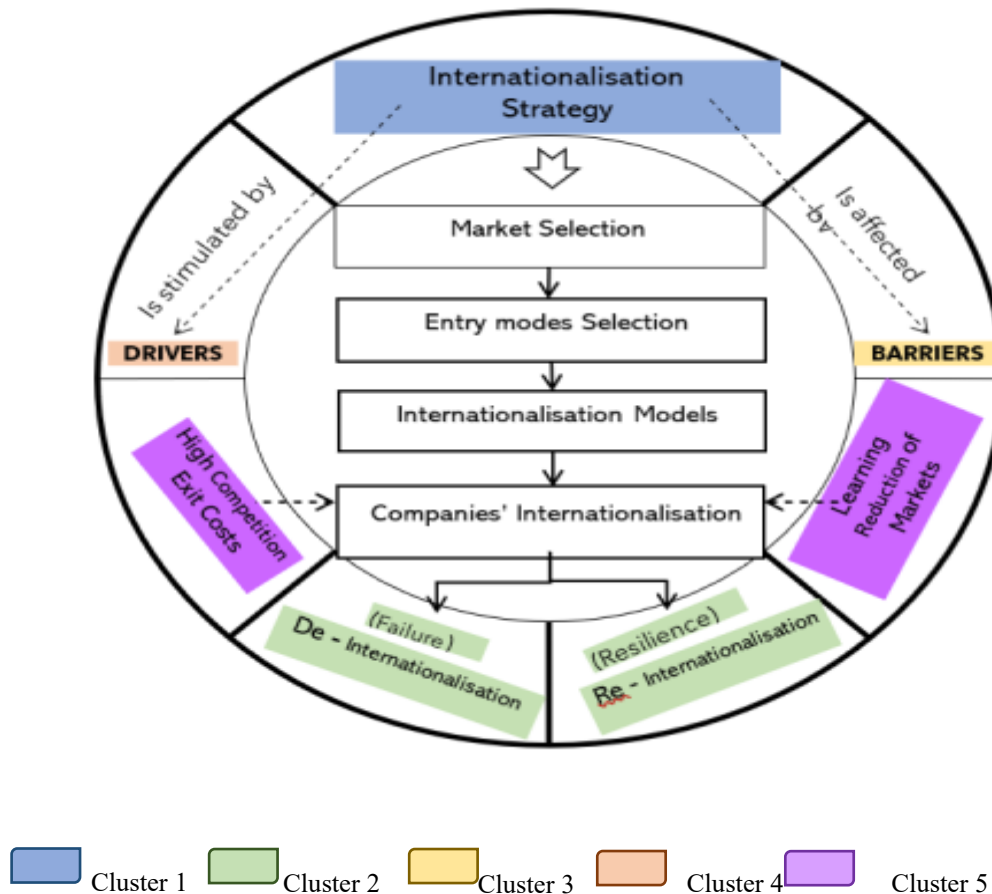 Internationalisation
Strategy
Is stimulated by
Is affected
by
Market Selection
Entry modes Selection
DRIVERS
BARRIERS
Internationalisation Models
High Competition
Exit Costs
Learning
Reduction of
Markets
Companies' Internationalisation
(Failure)
De - Internationalisation
(Resilience)
Re - Internationalisation
Cluster 1
Cluster 2
Cluster 3
Cluster 4
Cluster 5